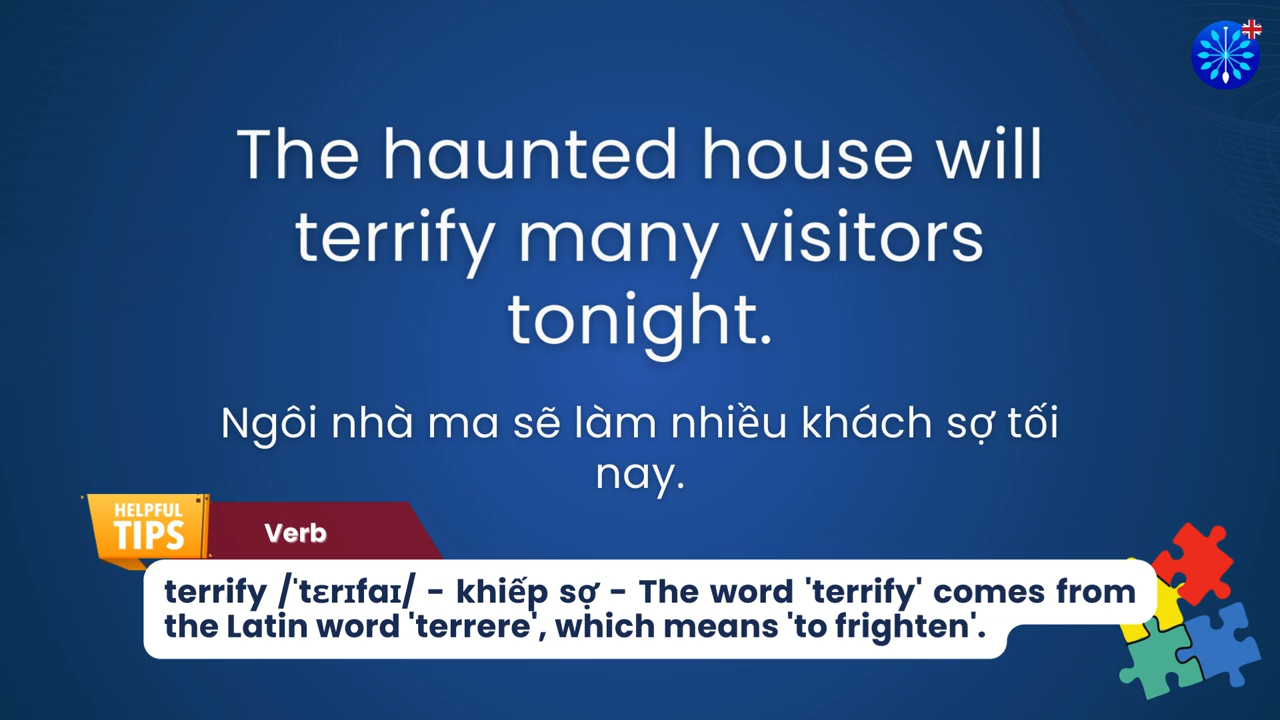 The haunted house will
terrify many visitors
tonight.
Ngôi nhà ma sẽ làm nhiều khách sợ tối
nay.
HELPFUL
TIPS
Verb
terrify /ˈtɛrɪfaɪ/ - khiếp sợ - The word 'terrify' comes from
the Latin word 'terrere', which means 'to frighten'.